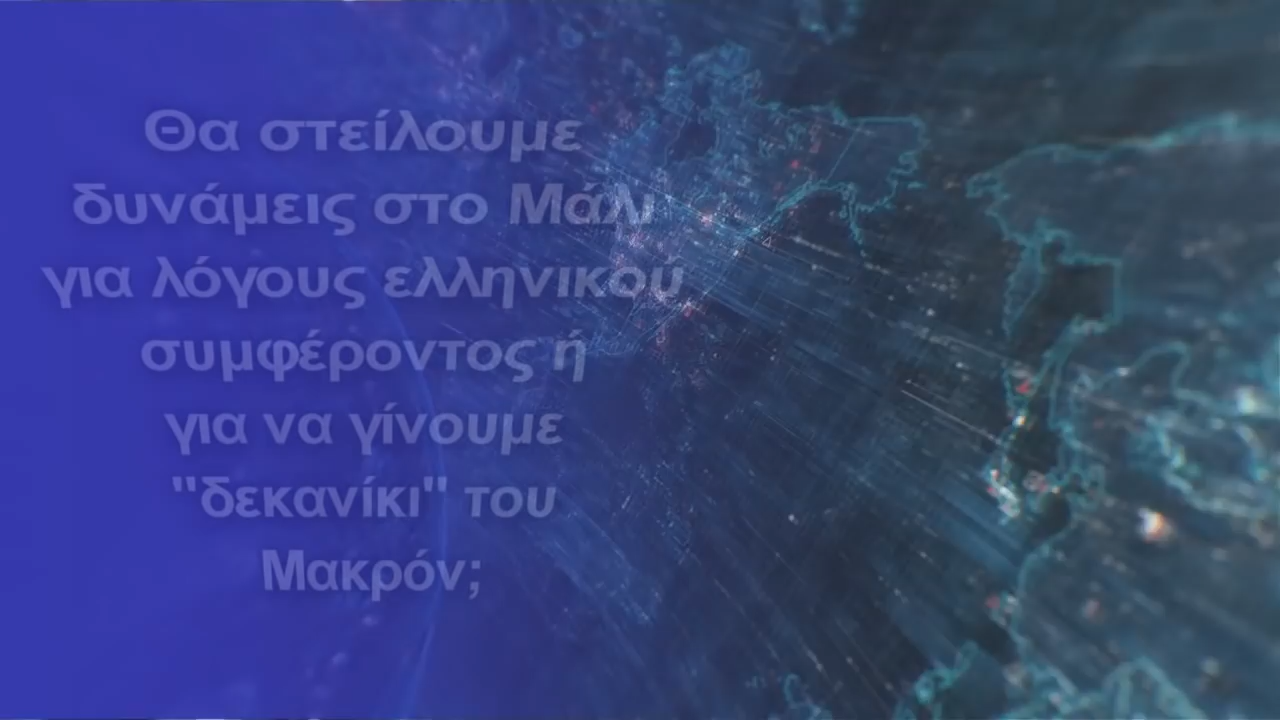 Θα στείλουμε
δυνάμεις στο Μάλι
για λόγους ελληνικού
συμφέροντος ή
για να γίνουμε
"δεκανίκι" του
Μακρόν;